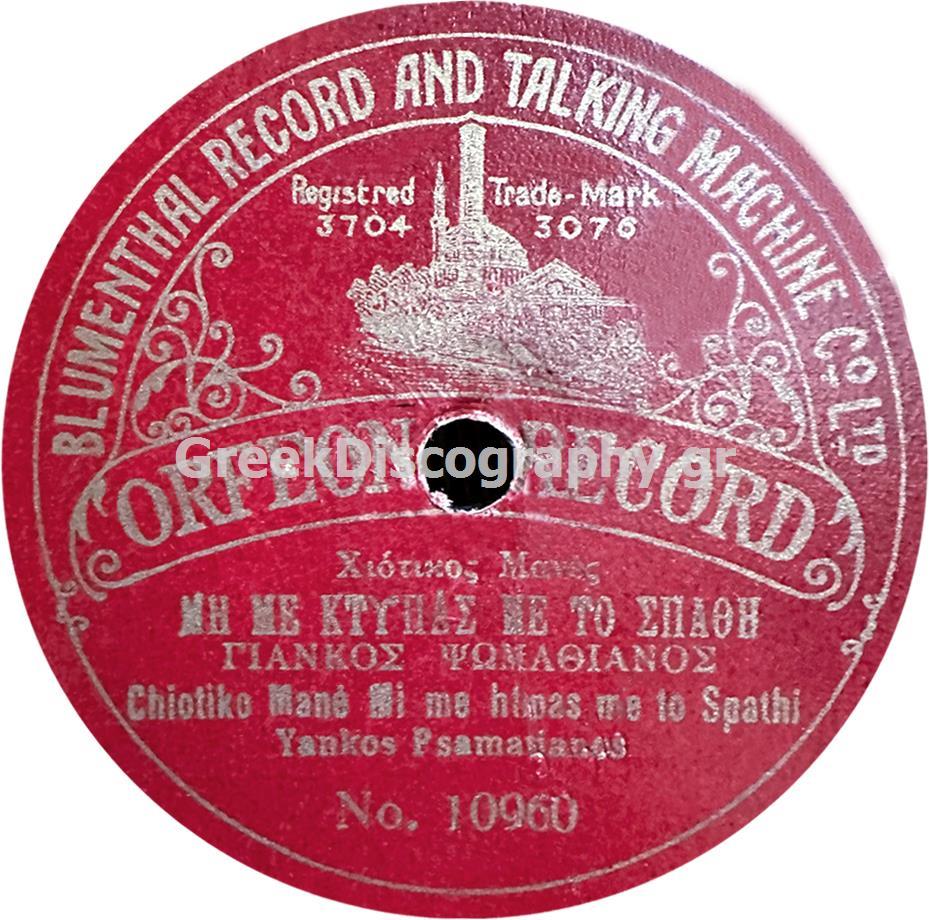 BLUMENTHAL RECORD AND TALKING MACHINE Co LTD
Registred Trade-Mark
3704 3076
ORFEON RECORD
GreekDiscography.gr
Χιότικος Μανές
ΜΗ ΜΕ ΚΤΥΠΑΣ ΜΕ ΤΟ ΣΠΑΘΗ
ΓΙΑΝΚΟΣ ΨΩΜΑΘΙΑΝΟΣ
Chiotiko Mané Mi me htipas me to Spathi
Yankos
No. 10960